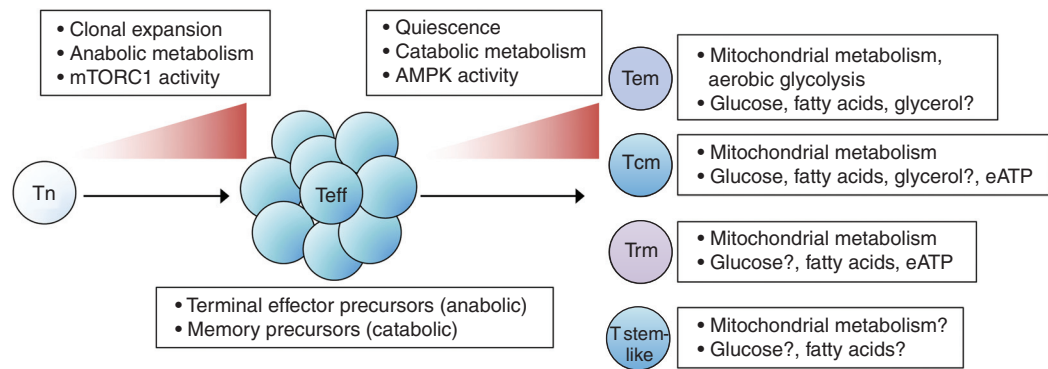 • Clonal expansion
• Anabolic metabolism
• mTORC1 activity
• Quiescence
• Catabolic metabolism
• AMPK activity
Tn
Teff
• Terminal effector precursors (anabolic)
• Memory precursors (catabolic)
Tem
• Mitochondrial metabolism,
aerobic glycolysis
• Glucose, fatty acids, glycerol?
Tcm
• Mitochondrial metabolism
• Glucose, fatty acids, glycerol?, eATP
Trm
• Mitochondrial metabolism
• Glucose?, fatty acids, eATP
T stem-
like
• Mitochondrial metabolism?
• Glucose?, fatty acids?